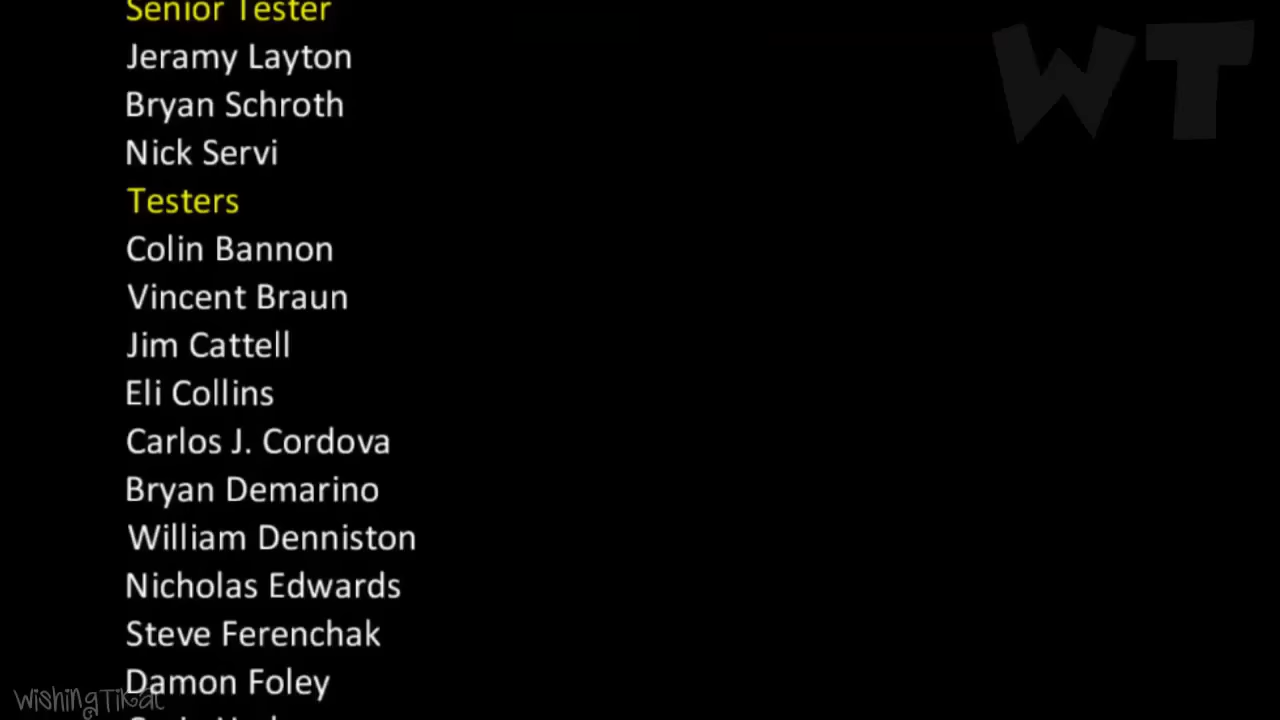 Senior Tester
Jeramy Layton
Bryan Schroth
Nick Servi
Testers
Colin Bannon
Vincent Braun
Jim Cattell
Eli Collins
Carlos J. Cordova
Bryan Demarino
William Denniston
Nicholas Edwards
Steve Ferenchak
Damon Foley
WT
WishingTikal